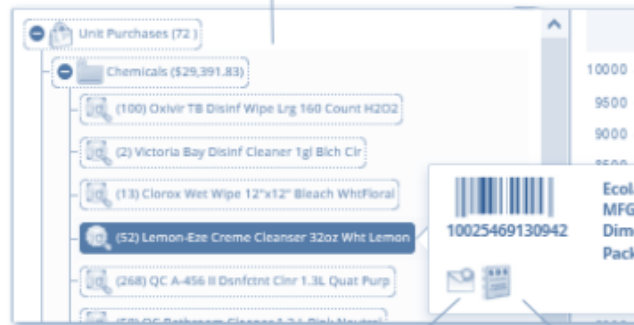 Unit Purchases (72 )
Chemicals ($29,391.83)
(100) Oxivir TB Disinf Wipe Lrg 160 Count H2O2
(2) Victoria Bay Disinf Cleaner 1gl Blch Clr
(13) Clorox Wet Wipe 12"x12" Bleach WhtFloral
(52) Lemon-Eze Creme Cleanser 32oz Wht Lemon
(268) QC A-456 II Dsnfctnt Clnr 1.3L Quat Purp
10000
9500
9000
8500
10025469130942
Ecol
MFG
Dim
Pack